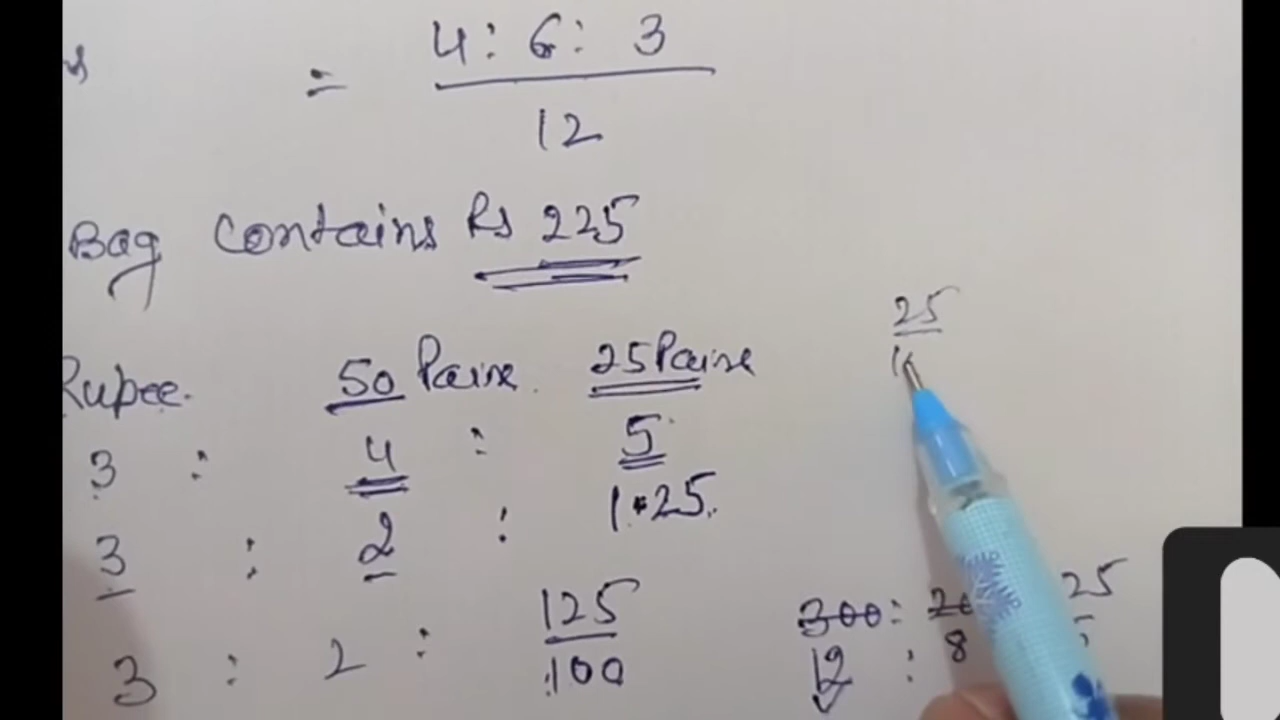 = 4 : 6 : 3
12
Bag contains Rs 225
Rupee. 50 Paise. 25 Paise
25
3 : 4 : 5
3 : 2 : 1.25
3 : 2 : 125
100
300 : 25
12 : 8 :